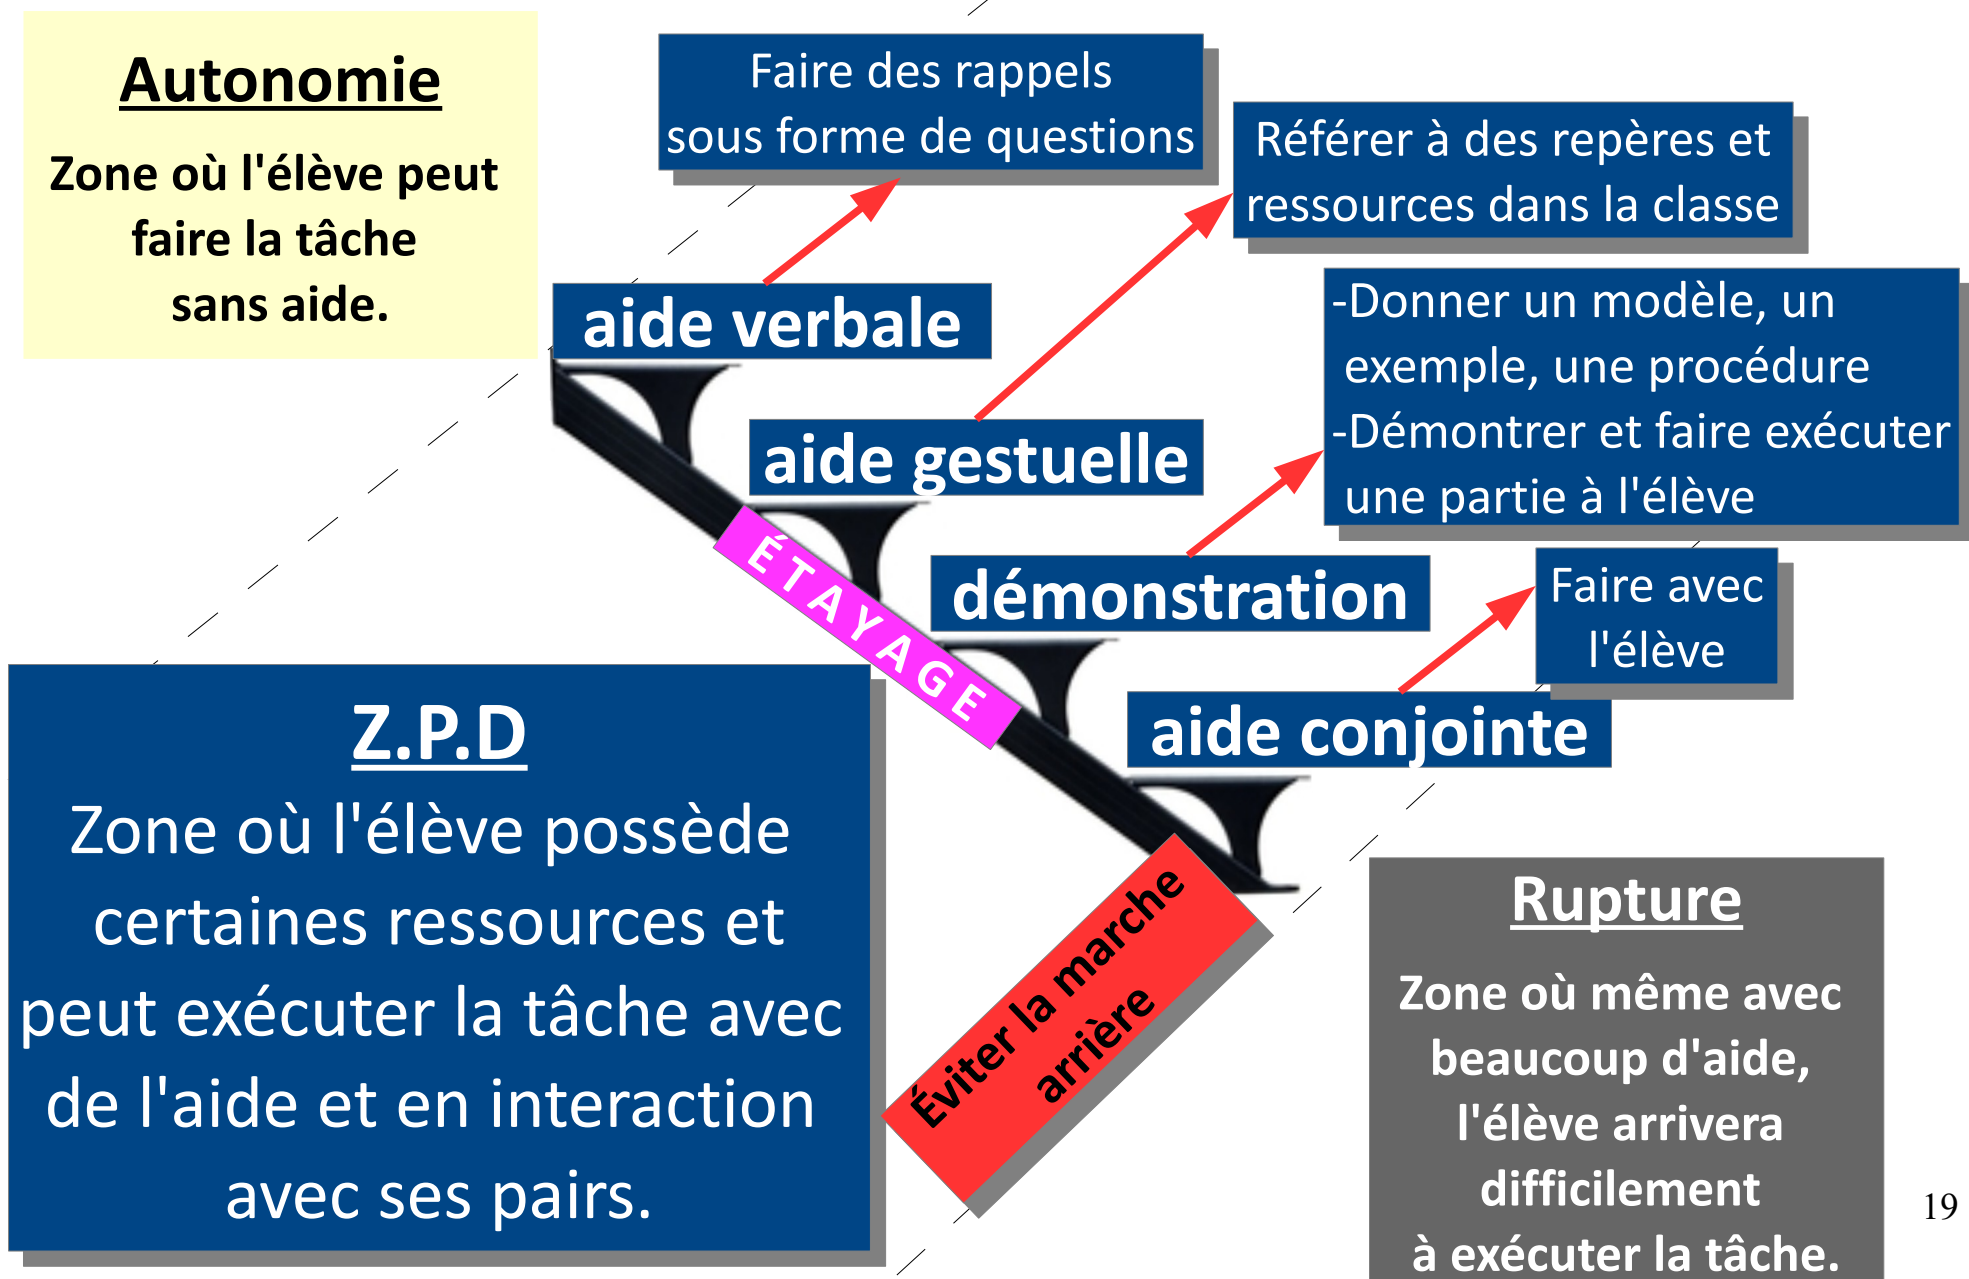 Autonomie
Zone où l'élève peut
faire la tâche
sans aide.
Faire des rappels
sous forme de questions
Référer à des repères et
ressources dans la classe
-Donner un modèle, un
exemple, une procédure
-Démontrer et faire exécuter
une partie à l'élève
Faire avec
l'élève
aide verbale
aide gestuelle
démonstration
aide conjointe
ÉTAYAGE
Z.P.D
Zone où l'élève possède
certaines ressources et
peut exécuter la tâche avec
de l'aide et en interaction
avec ses pairs.
Éviter la marche
arrière
Rupture
Zone où même avec
beaucoup d'aide,
l'élève arrivera
difficilement
à exécuter la tâche.
19